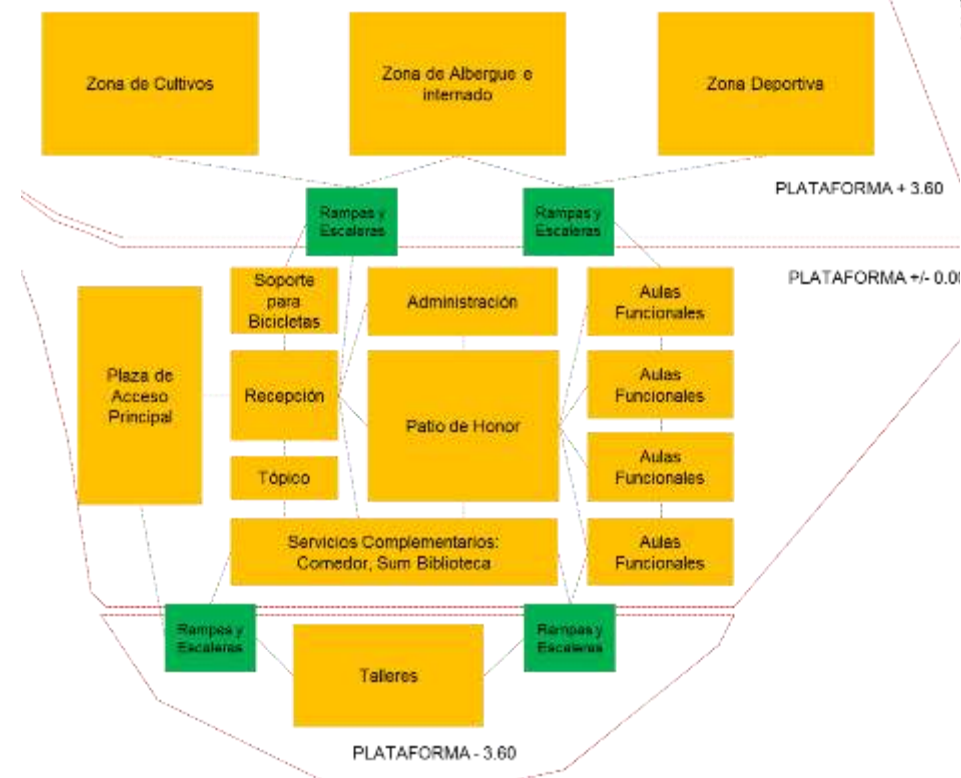 Zona de Cultivos
Zona de Albergue e
internado
Zona Deportiva
PLATAFORMA + 3.60
Rampas y
Escaleras
Rampas y
Escaleras
PLATAFORMA +/- 0.00
Soporte
para
Bicicletas
Administración
Aulas
Funcionales
Plaza de
Acceso
Principal
Recepción
Patio de Honor
Aulas
Funcionales
Tópico
Aulas
Funcionales
Servicios Complementarios:
Comedor, Sum Biblioteca
Aulas
Funcionales
Rampas y
Escaleras
Rampas y
Escaleras
Talleres
PLATAFORMA - 3.60